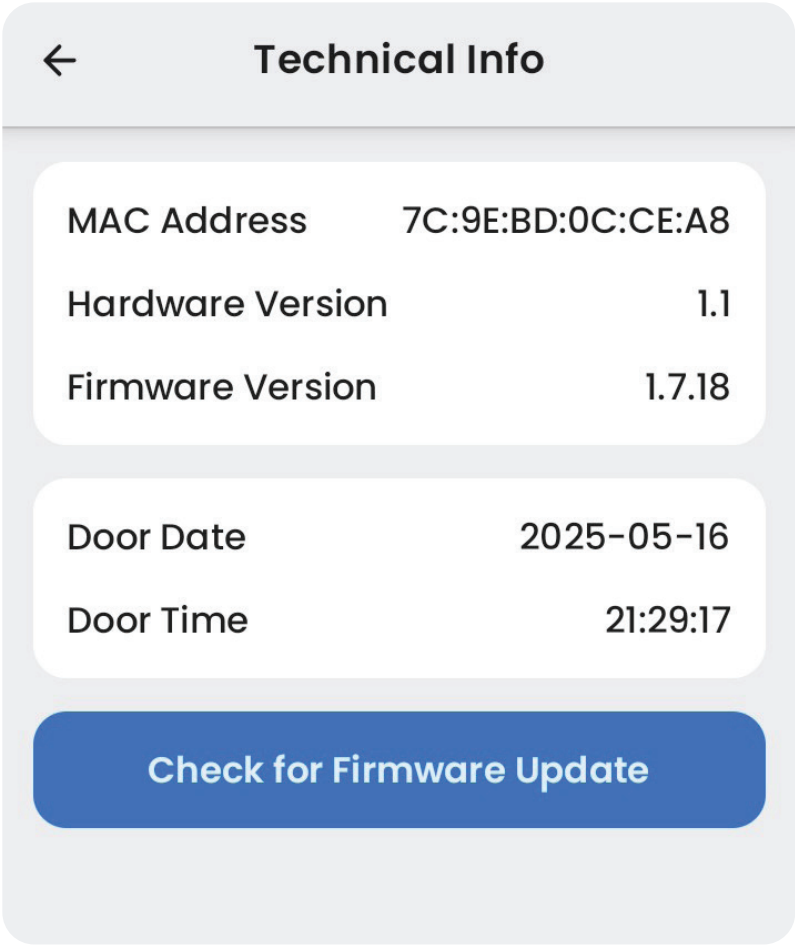 Technical Info
MAC Address 7C:9E:BD:0C:CE:A8
Hardware Version 1.1
Firmware Version 1.7.18
Door Date 2025-05-16
Door Time 21:29:17
Check for Firmware Update